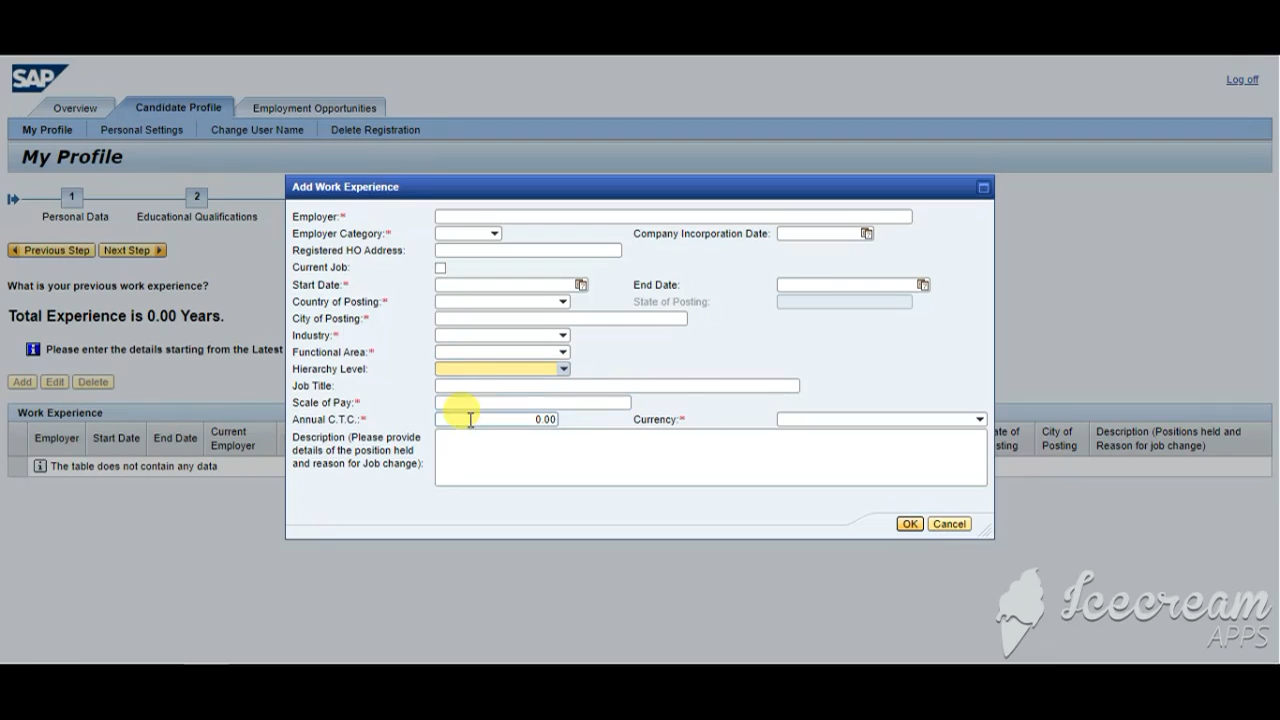 SAP
Log off
Overview Candidate Profile Employment Opportunities
My Profile Personal Settings Change User Name Delete Registration
My Profile
1 2
Personal Data Educational Qualifications
Previous Step Next Step
What is your previous work experience?
Total Experience is 0.00 Years.
Please enter the details starting from the Latest
Add Edit Delete
Work Experience
Employer Start Date End Date Current Employer
City of Posting Description (Positions held and Reason for job change)
The table does not contain any data
Add Work Experience
Employer:*
Employer Category:* Company Incorporation Date:
Registered HO Address:
Current Job:
Start Date:* End Date:
Country of Posting:* State of Posting:
City of Posting:*
Industry:*
Functional Area:*
Hierarchy Level:
Job Title:
Scale of Pay:*
Annual C.T.C.:* 0.00 Currency:*
Description (Please provide
details of the position held
and reason for Job change):
OK Cancel
Icecream
APPS